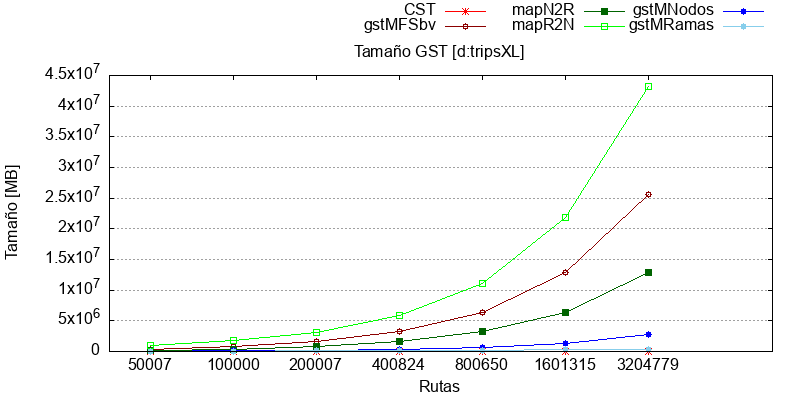 CST mapN2R gstMNodos
gstMFSbv mapR2N gstMRamas
Tamaño GST [d:tripsXL]
4.5x10^7
4x10^7
3.5x10^7
3x10^7
2.5x10^7
2x10^7
1.5x10^7
1x10^7
5x10^6
0
Tamaño [MB]
50007 100000 200007 400824 800650 1601315 3204779
Rutas